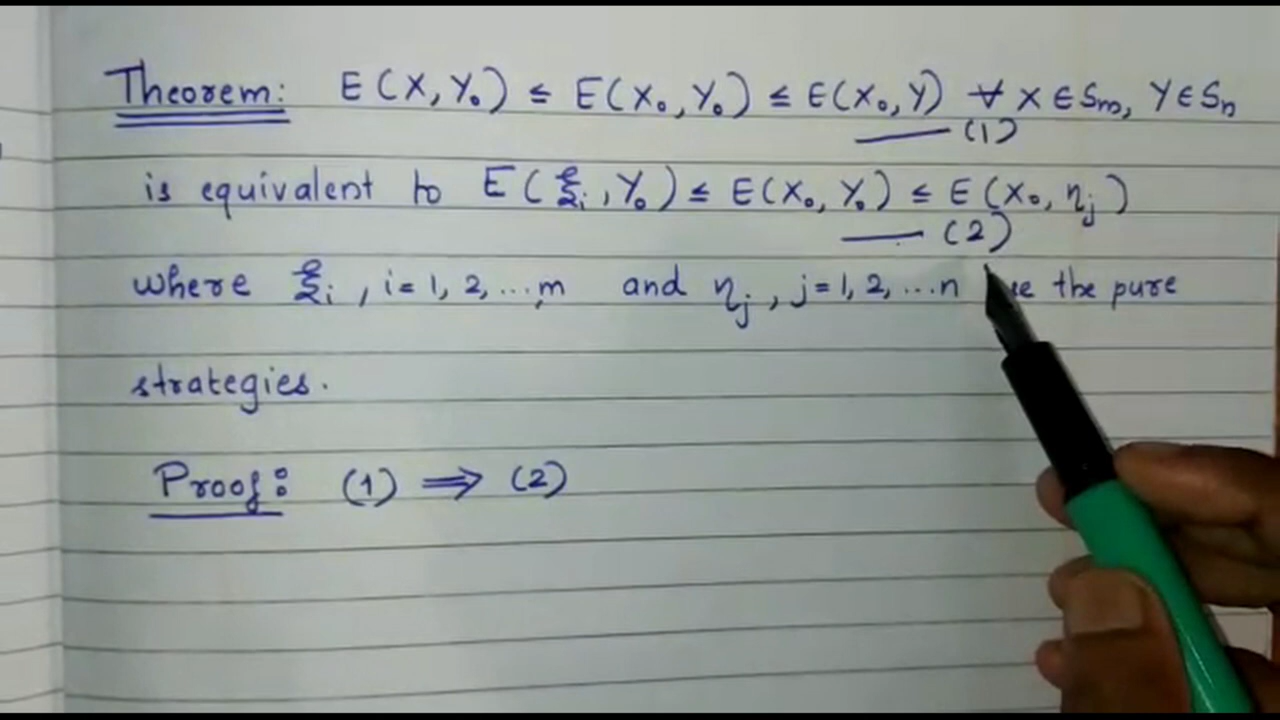 Theorem: E(X, Y₀) ≤ E(X₀, Y₀) ≤ E(X₀, Y) ∀ X ∈ Sm, Y ∈ Sn
—— (1)
is equivalent to E(ξi, Y₀) ≤ E(X₀, Y₀) ≤ E(X₀, ηj)
—— (2)
where ξi, i = 1, 2, ... m and ηj, j = 1, 2, ... n the pure
strategies.
Proof: (1) ⟹ (2)